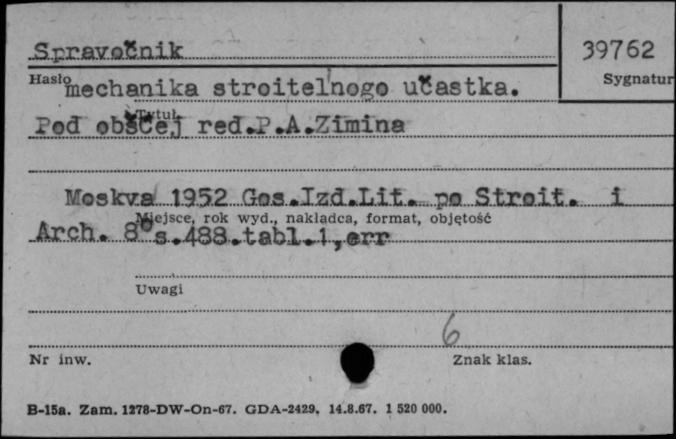 Spravočnik
39762
Hasło
Sygnatur
mechanika stroitelnogo učastka.
Tytuł
Pod obščej red.P.A.Zimina
Moskva 1952 Gos.Izd.Lit. po Stroit. i
Miejsce, rok wyd., nakładca, format, objętość
Arch. 8° s.488.tabl.1,err
Uwagi
6
Nr inw.
Znak klas.
B-15a. Zam. 1278-DW-On-67. GDA-2429. 14.8.67. 1 520 000.